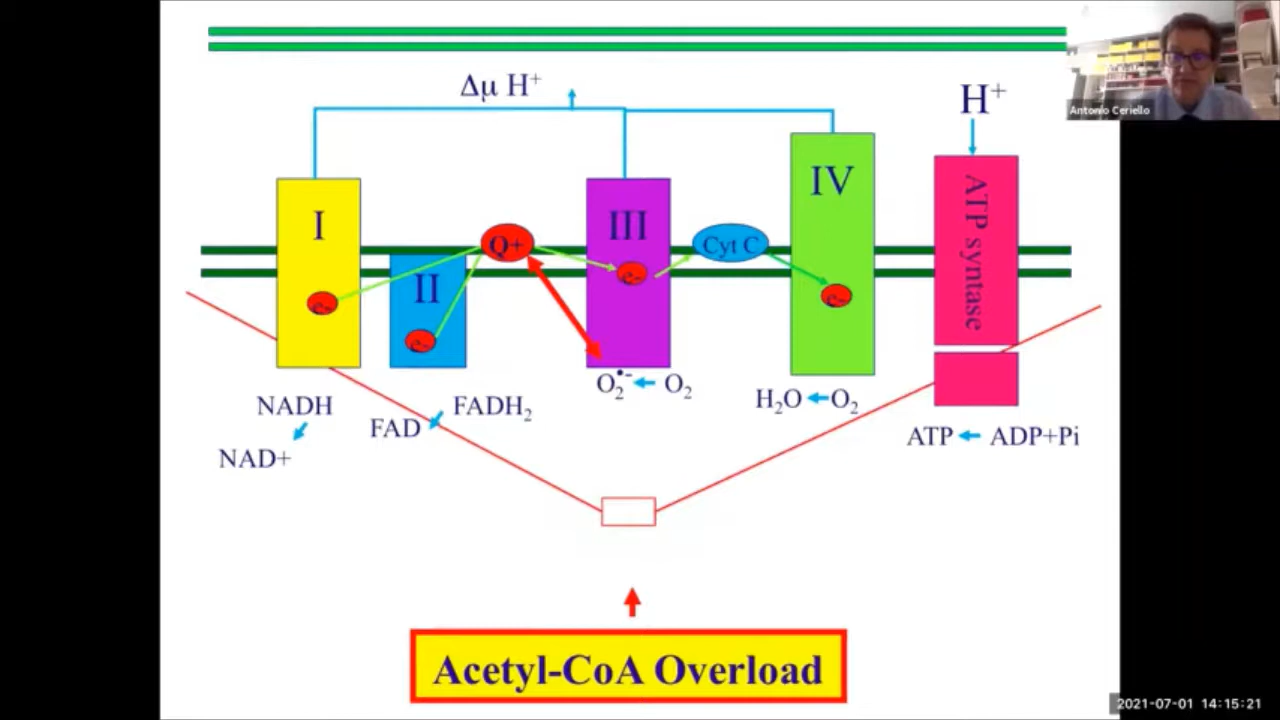 Δμ H⁺
H⁺
Antonio Ceriello
I
II
Q+
III
Cyt C
IV
ATP syntase
e-
e-
e-
e-
NADH
NAD+
FADH₂
FAD
O₂•- O₂
H₂O O₂
ATP ADP+Pi
Acetyl-CoA Overload
2021-07-01 14:15:21